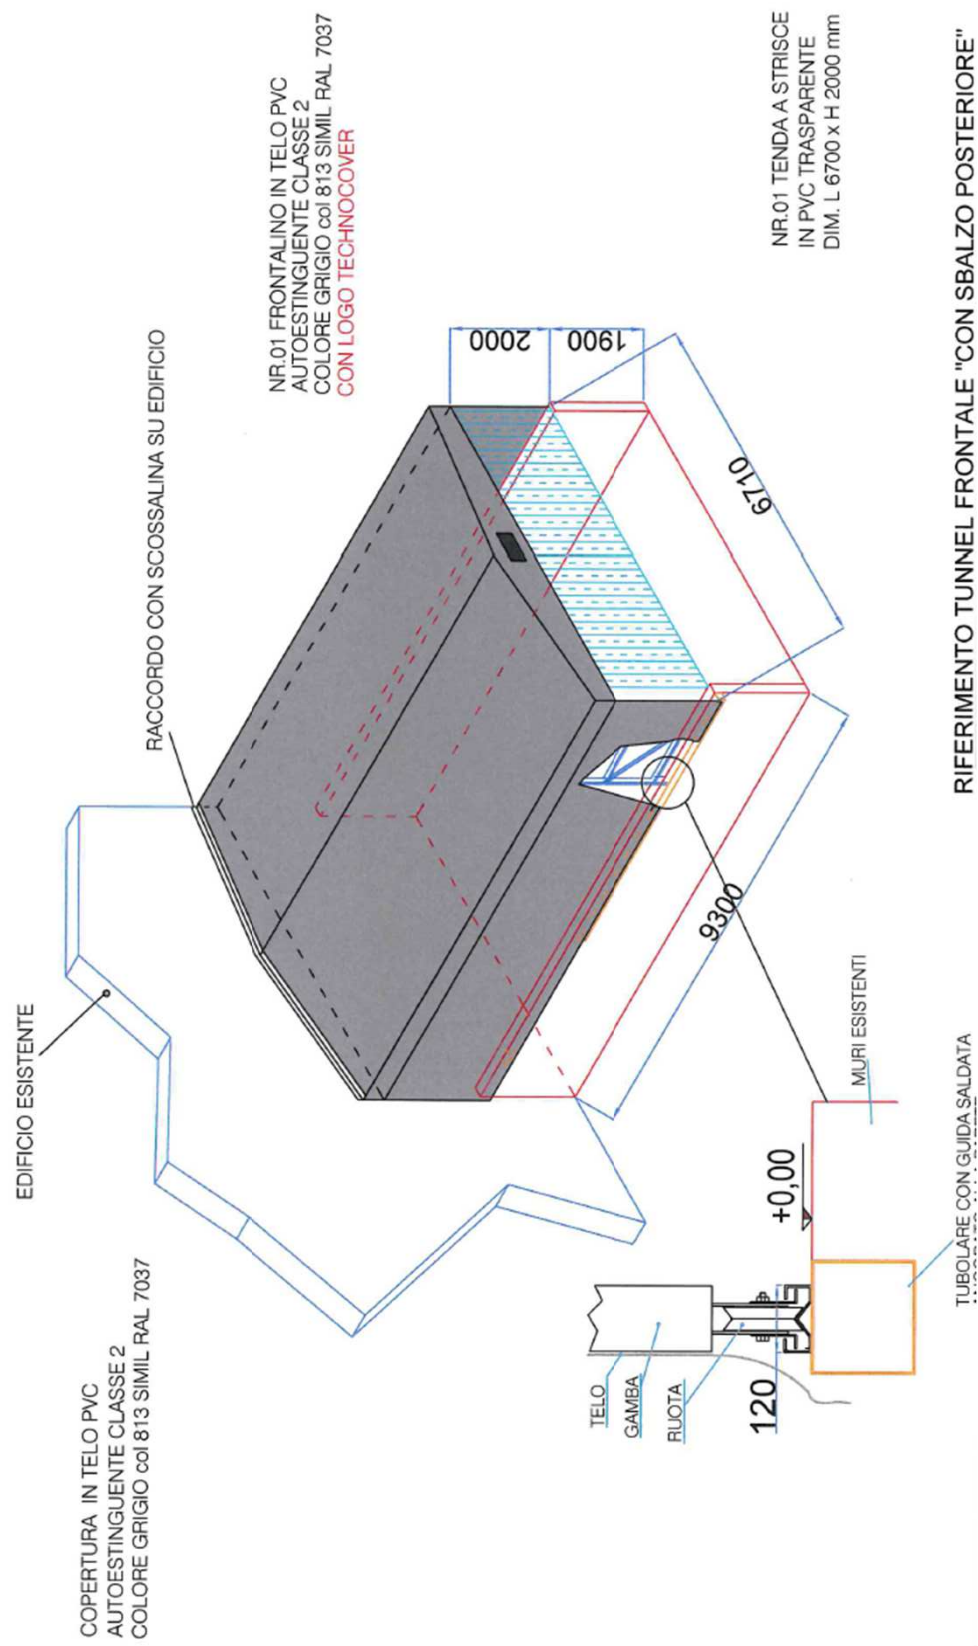 COPERTURA IN TELO PVC
AUTOESTINGUENTE CLASSE 2
COLORE GRIGIO col 813 SIMIL RAL 7037
EDIFICIO ESISTENTE
RACCORDO CON SCOSSALINA SU EDIFICIO
NR.01 FRONTALINO IN TELO PVC
AUTOESTINGUENTE CLASSE 2
COLORE GRIGIO col 813 SIMIL RAL 7037
CON LOGO TECHNOCOVER
2000
1900
6710
9300
NR.01 TENDA A STRISCE
IN PVC TRASPARENTE
DIM. L 6700 x H 2000 mm
TELO
GAMBA
RUOTA
120
+0,00
MURI ESISTENTI
TUBOLARE CON GUIDA SALDATA
RIFERIMENTO TUNNEL FRONTALE "CON SBALZO POSTERIORE"